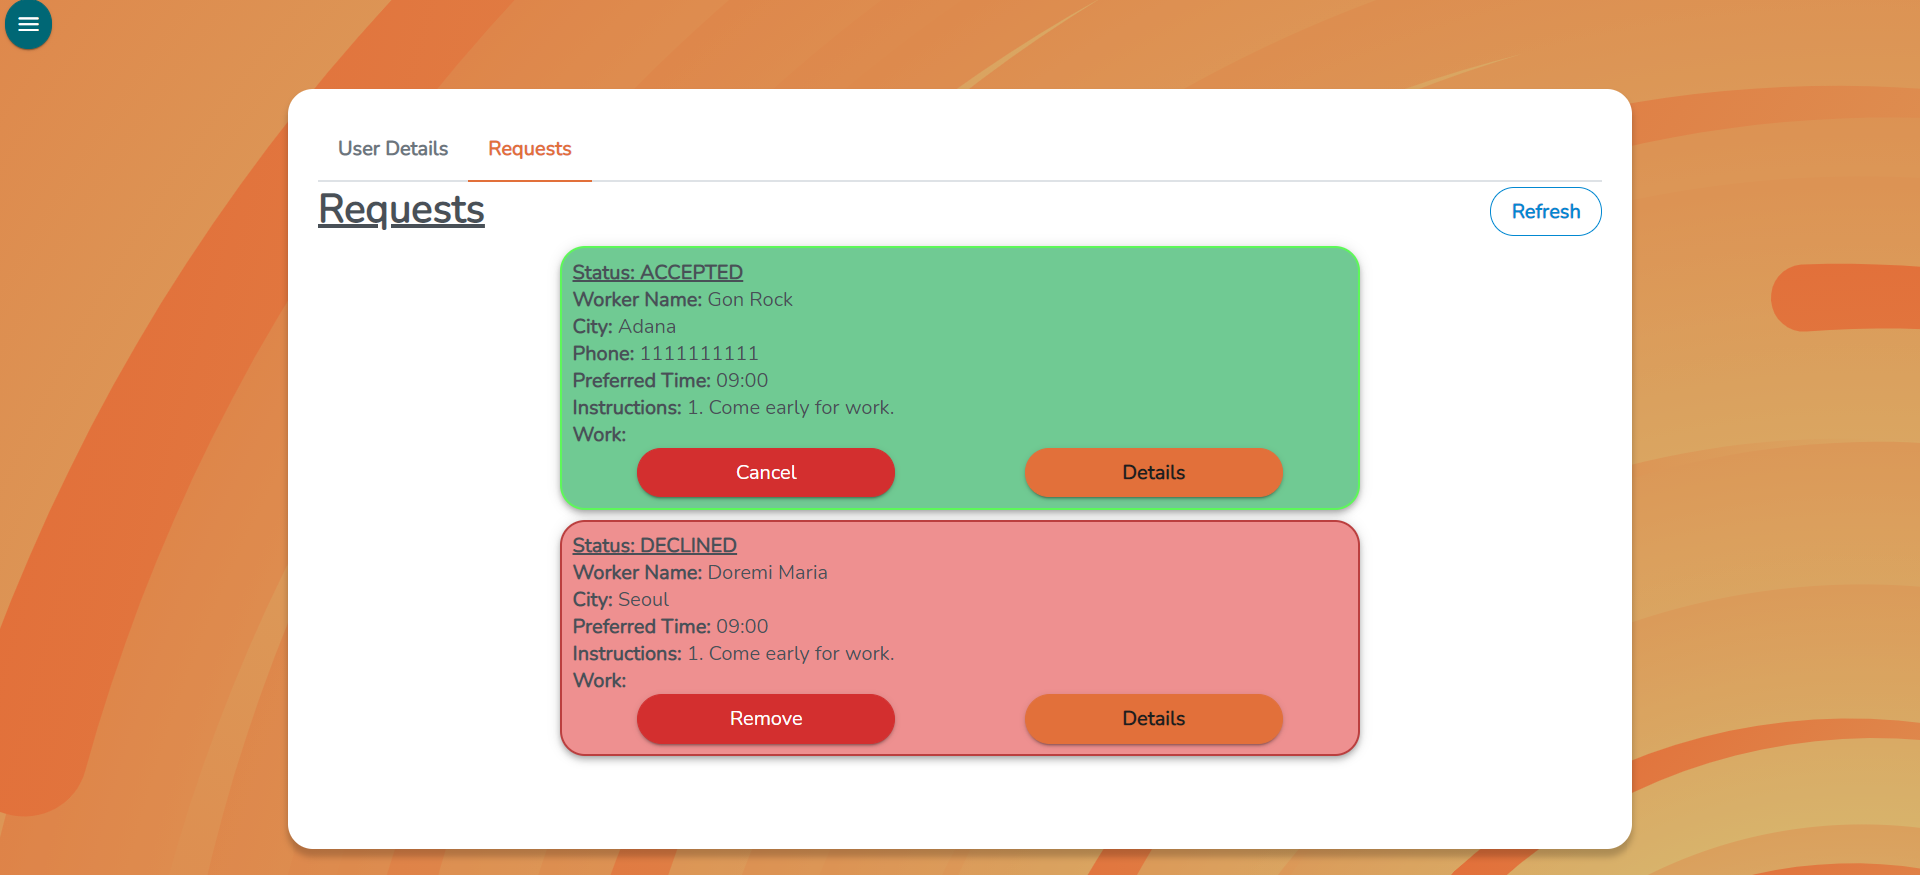 User Details
Requests
Requests
Refresh
Status: ACCEPTED
Worker Name: Gon Rock
City: Adana
Phone: 1111111111
Preferred Time: 09:00
Instructions: 1. Come early for work.
Work:
Cancel
Details
Status: DECLINED
Worker Name: Doremi Maria
City: Seoul
Preferred Time: 09:00
Instructions: 1. Come early for work.
Work:
Remove
Details